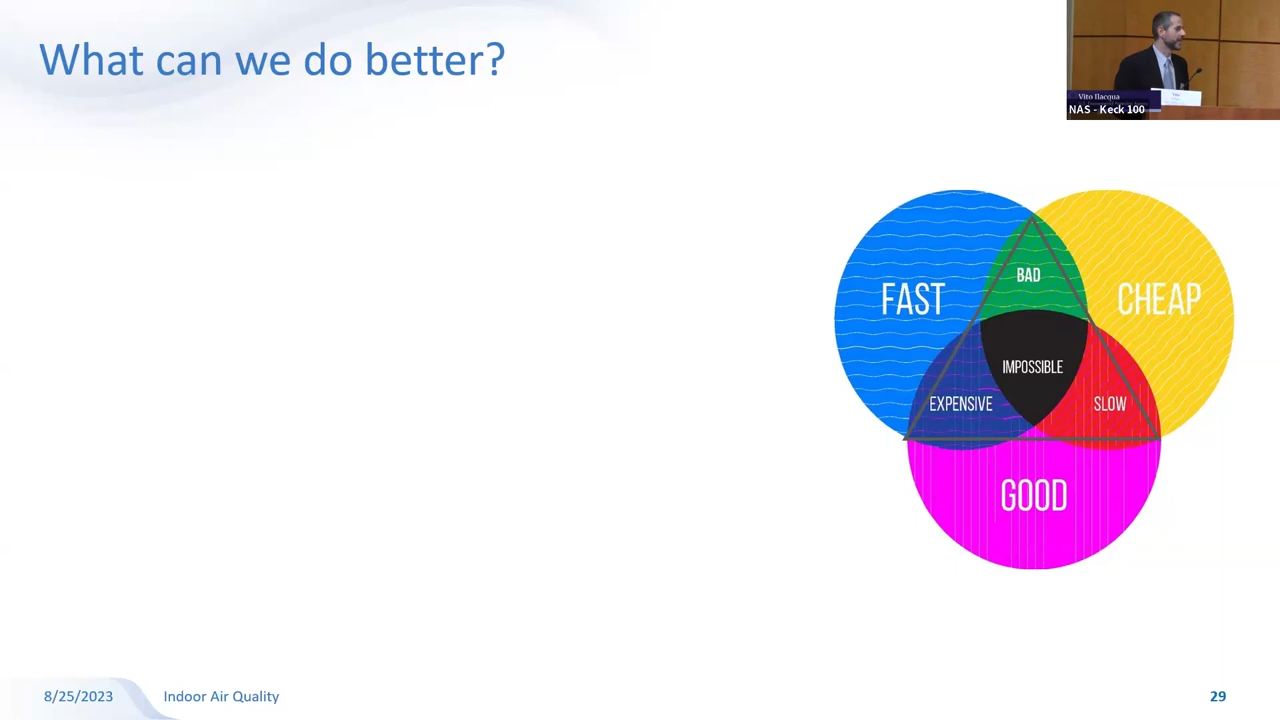 What can we do better?
Vito Ilacqua
NAS - Keck 100
BAD
FAST
CHEAP
IMPOSSIBLE
EXPENSIVE
SLOW
GOOD
8/25/2023
Indoor Air Quality
29